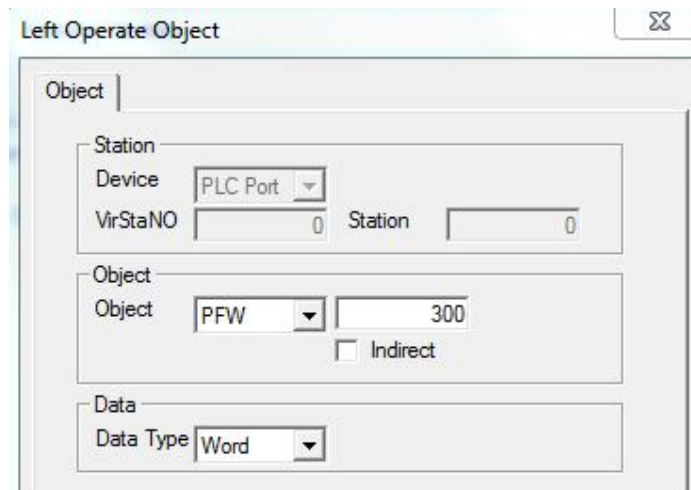 Left Operate Object
Object
Station
Device PLC Port
VirStaNO 0 Station 0
Object
Object PFW 300
Indirect
Data
Data Type Word